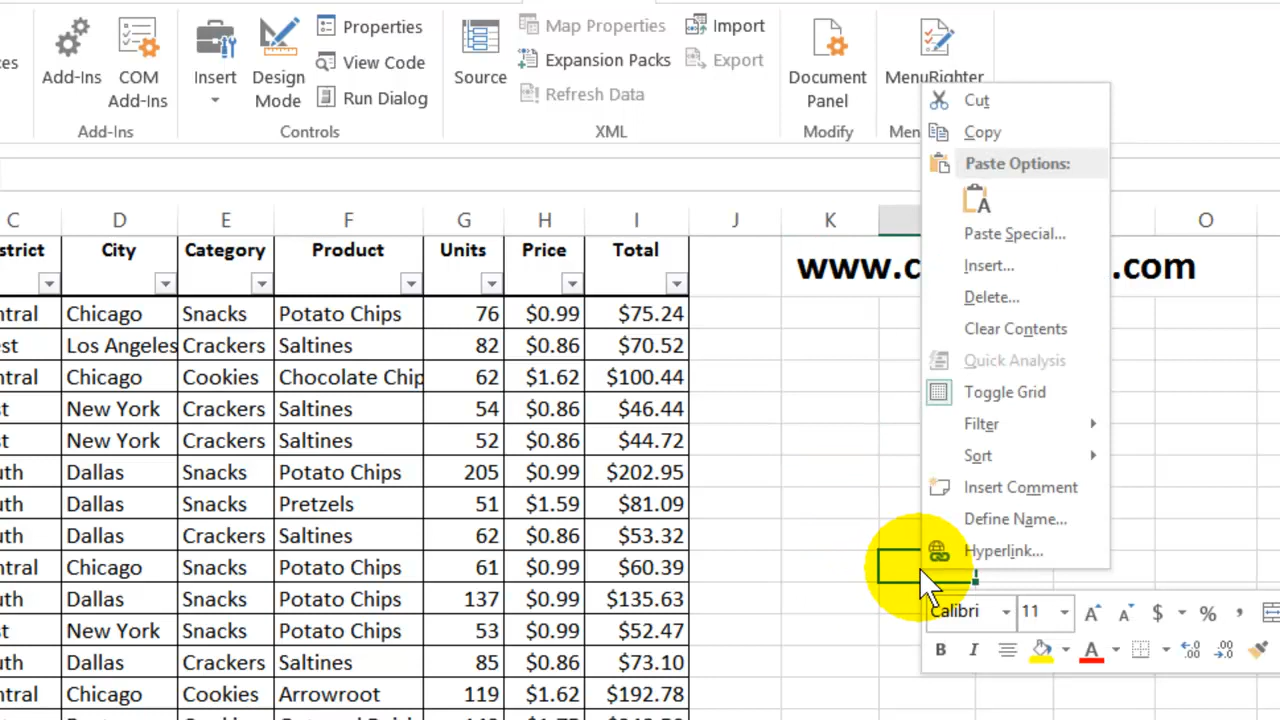 Properties
View Code
Run Dialog
Add-Ins
COM
Add-Ins
Insert
Design
Mode
Source
Map Properties
Expansion Packs
Refresh Data
Import
Export
Document
Panel
MenuRighter
Add-Ins
Controls
XML
Modify
C D E F G H I J K O
City Category Product Units Price Total
www.c .com
Chicago Snacks Potato Chips 76 $0.99 $75.24
Los Angeles Crackers Saltines 82 $0.86 $70.52
Chicago Cookies Chocolate Chip 62 $1.62 $100.44
New York Crackers Saltines 54 $0.86 $46.44
New York Crackers Saltines 52 $0.86 $44.72
Dallas Snacks Potato Chips 205 $0.99 $202.95
Dallas Snacks Pretzels 51 $1.59 $81.09
Dallas Crackers Saltines 62 $0.86 $53.32
Chicago Snacks Potato Chips 61 $0.99 $60.39
Dallas Snacks Potato Chips 137 $0.99 $135.63
New York Snacks Potato Chips 53 $0.99 $52.47
Dallas Crackers Saltines 85 $0.86 $73.10
Chicago Cookies Arrowroot 119 $1.62 $192.78
Cut
Copy
Paste Options:
Paste Special...
Insert...
Delete...
Clear Contents
Quick Analysis
Toggle Grid
Filter
Sort
Insert Comment
Define Name...
Hyperlink...
Calibri 11 A A $ % ,
B I A .00 .00